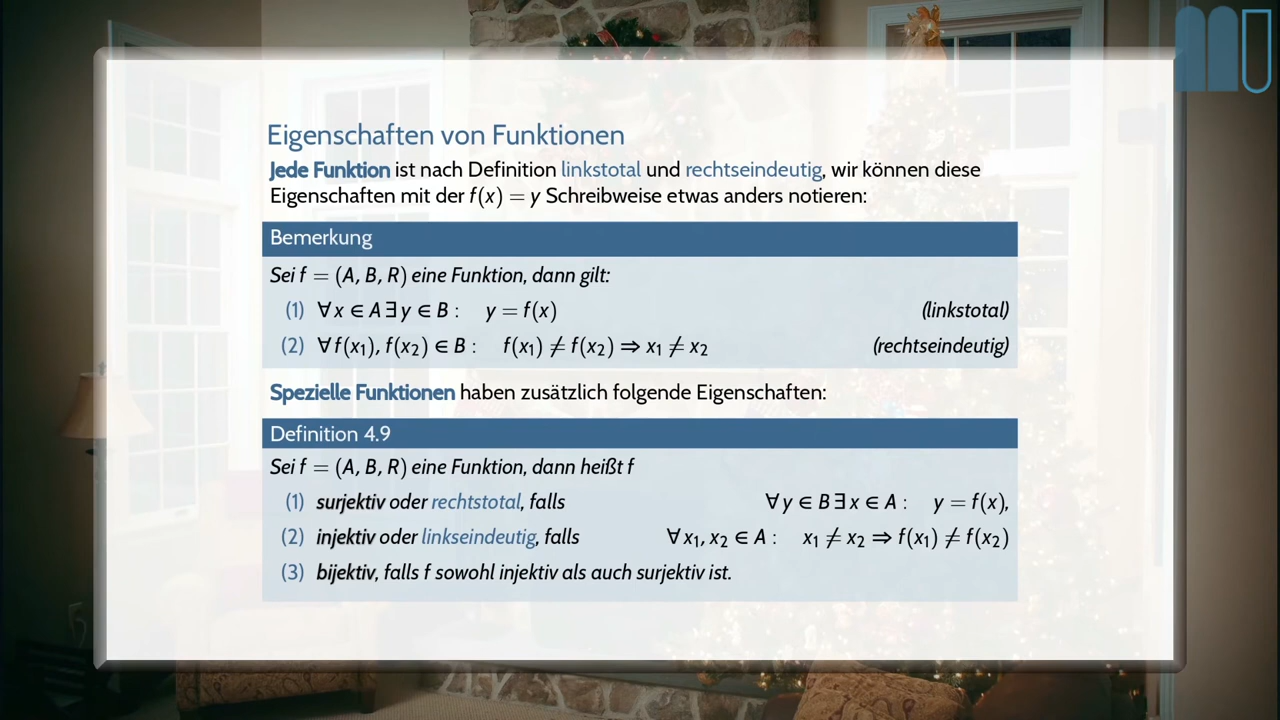 Eigenschaften von Funktionen
Jede Funktion ist nach Definition linkstotal und rechtseindeutig, wir können diese
Eigenschaften mit der f(x) = y Schreibweise etwas anders notieren:
Bemerkung
Sei f = (A, B, R) eine Funktion, dann gilt:
(1) ∀ x ∈ A ∃ y ∈ B : y = f(x) (linkstotal)
(2) ∀ f(x₁), f(x₂) ∈ B : f(x₁) ≠ f(x₂) ⇒ x₁ ≠ x₂ (rechtseindeutig)
Spezielle Funktionen haben zusätzlich folgende Eigenschaften:
Definition 4.9
Sei f = (A, B, R) eine Funktion, dann heißt f
(1) surjektiv oder rechtstotal, falls ∀ y ∈ B ∃ x ∈ A : y = f(x),
(2) injektiv oder linkseindeutig, falls ∀ x₁, x₂ ∈ A : x₁ ≠ x₂ ⇒ f(x₁) ≠ f(x₂)
(3) bijektiv, falls f sowohl injektiv als auch surjektiv ist.